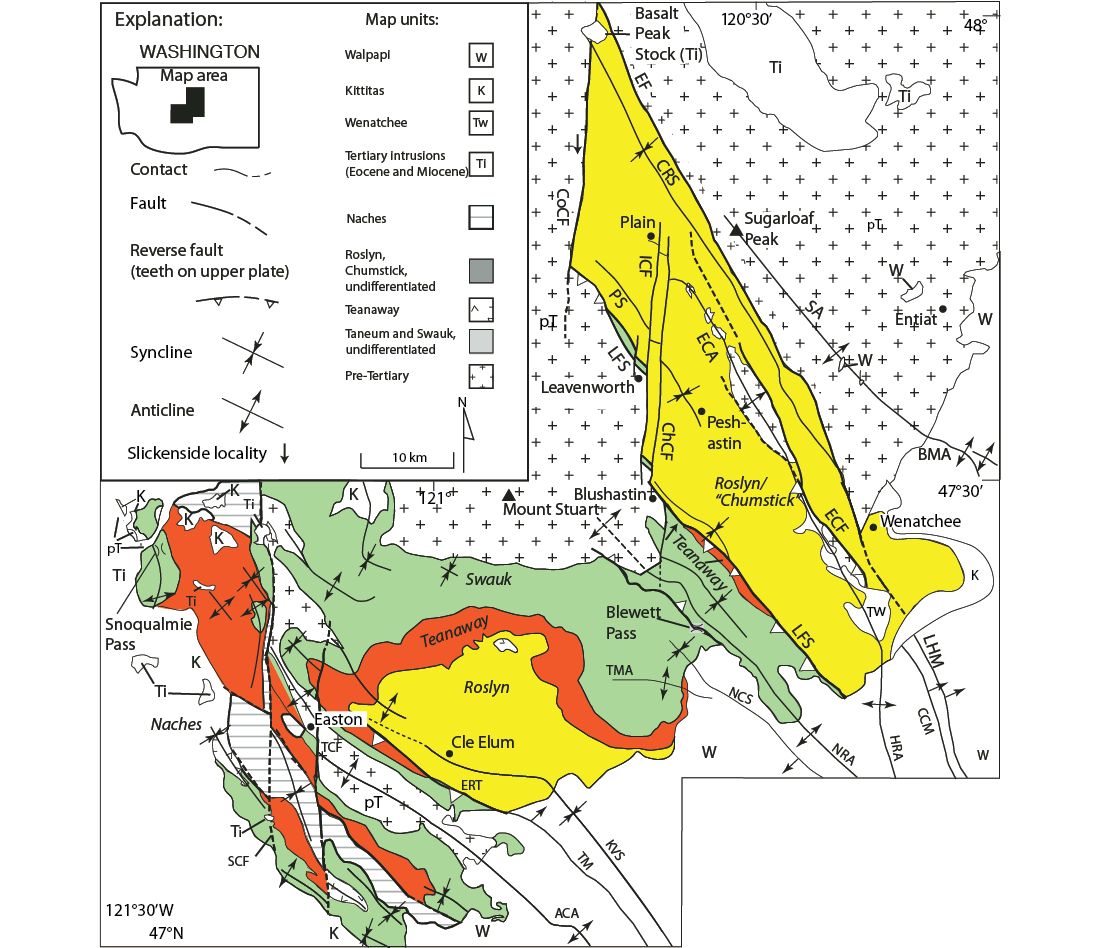 Explanation:
WASHINGTON
Map area
Contact
Fault
Reverse fault
(teeth on upper plate)
Syncline
Anticline
Slickenside locality
Map units:
Walpapi
W
Kittitas
K
Wenatchee
Tw
Tertiary intrusions
(Eocene and Miocene)
Ti
Naches
Roslyn,
Chumstick,
undifferentiated
Teanaway
Taneum and Swauk,
undifferentiated
Pre-Tertiary
N
10 km
Basalt
Peak
Stock (Ti)
120°30′
48°
Ti
Ti
EF
CRS
CoCF
Plain
Sugarloaf
Peak
pT
ICF
W
PS
SA
Entiat
W
pT
ECA
LFS
W
Leavenworth
Pesh-
astin
ChCF
BMA
47°30′
Roslyn/
“Chumstick”
Blushastin
Mount Stuart
ECF
Wenatchee
121°
K
K
K
Ti
K
K
pT
Ti
Ti
Swauk
Teanaway
K
TW
Snoqualmie
Pass
Blewett
Pass
Teanaway
LFS
LHM
K
Ti
Roslyn
TMA
NCS
Naches
Easton
TCF
Cle Elum
W
NRA
HRA
CCM
W
ERT
pT
Ti
SCF
KVS
TM
121°30′W
47°N
K
W
ACA